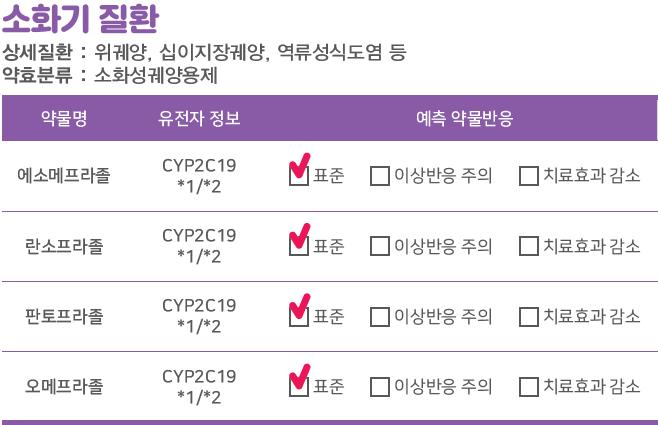 소화기 질환
상세질환 : 위궤양, 십이지장궤양, 역류성식도염 등
약효분류 : 소화성궤양용제
약물명 유전자 정보 예측 약물반응
에소메프라졸 CYP2C19 *1/*2 표준 이상반응 주의 치료효과 감소
란소프라졸 CYP2C19 *1/*2 표준 이상반응 주의 치료효과 감소
판토프라졸 CYP2C19 *1/*2 표준 이상반응 주의 치료효과 감소
오메프라졸 CYP2C19 *1/*2 표준 이상반응 주의 치료효과 감소